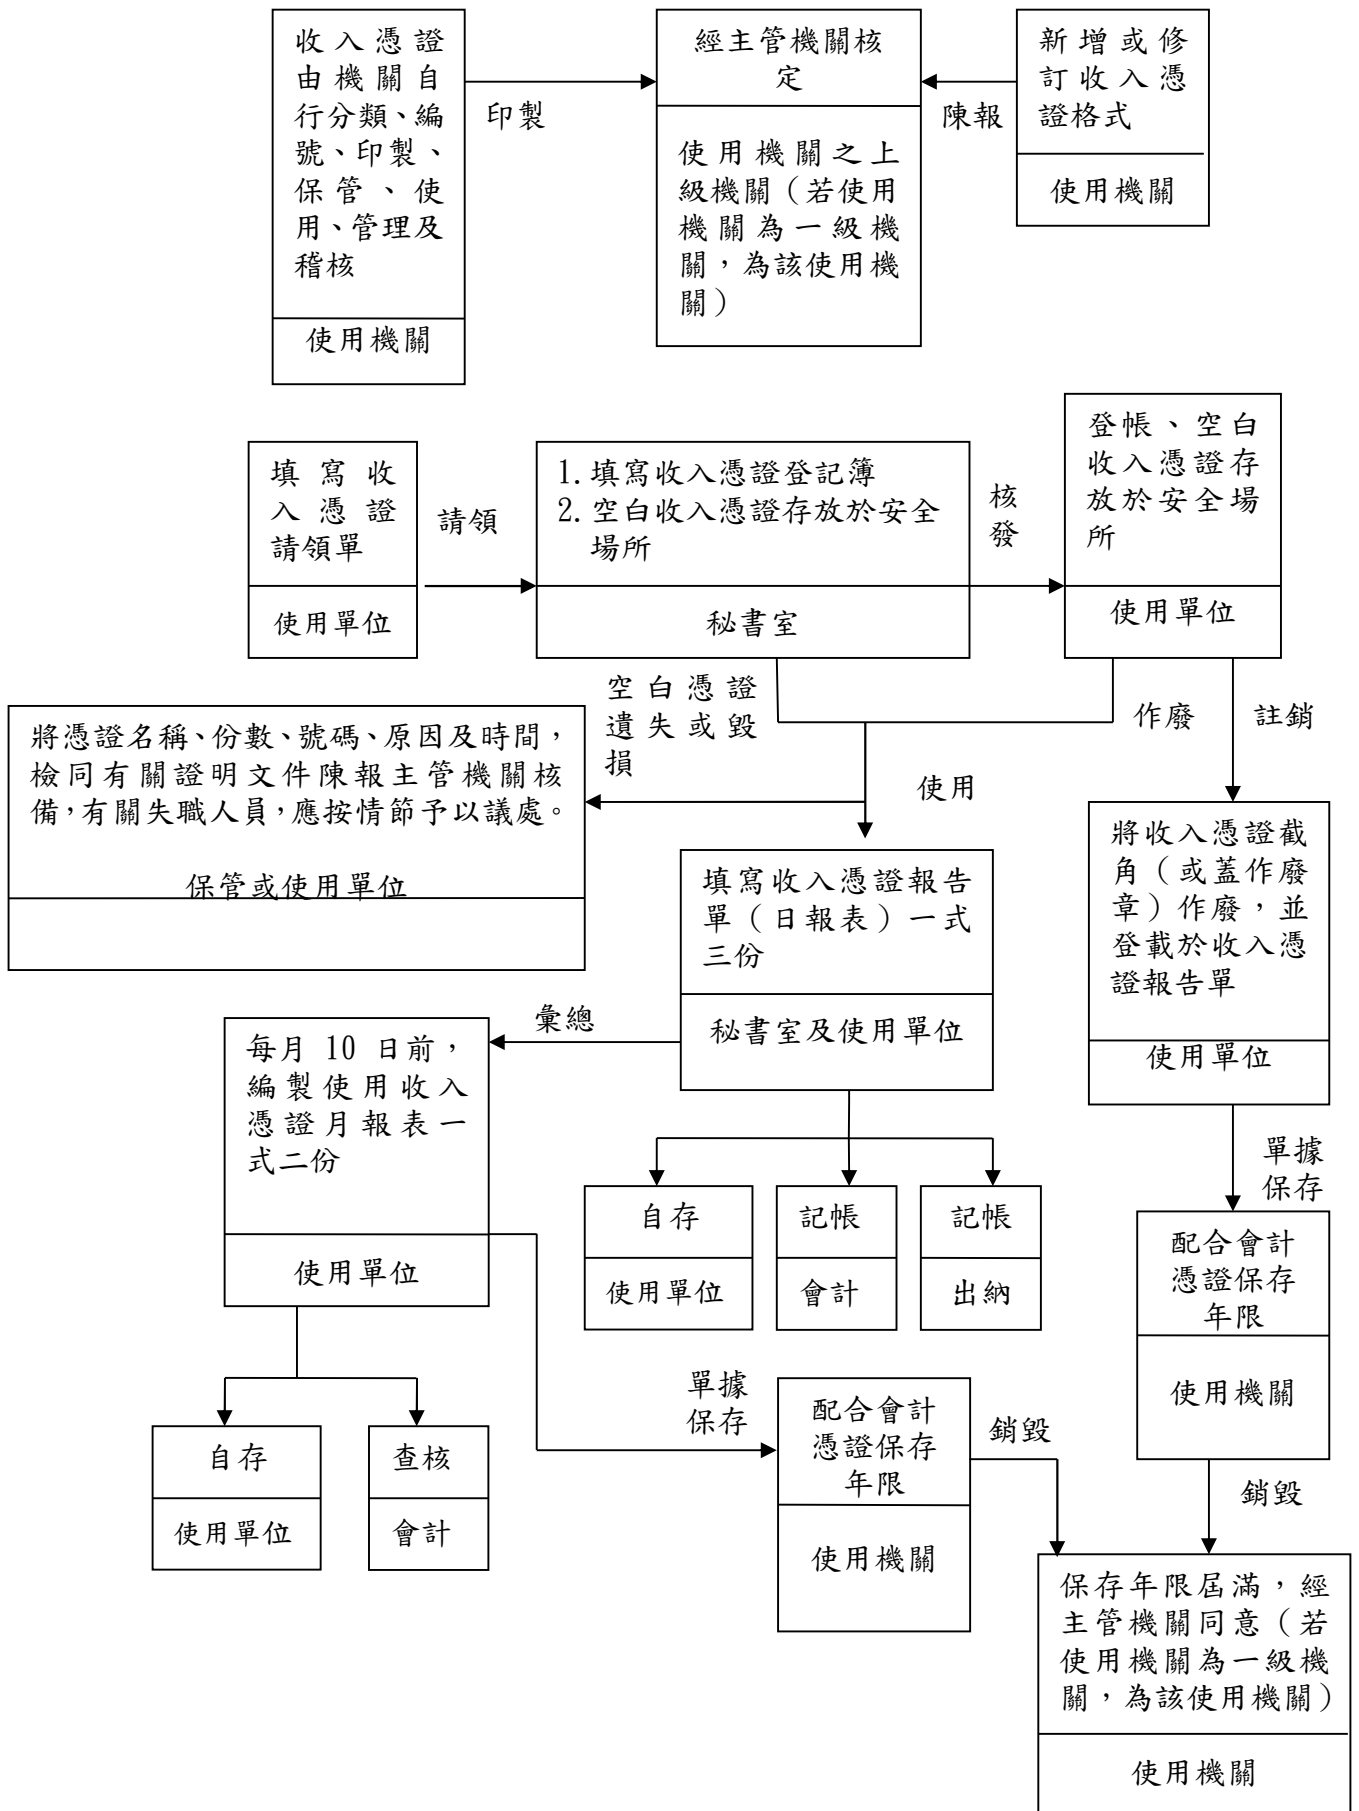 收入憑證
由機關自
行分類、編
號、印製、
保管、使
用、管理及
稽核
使用機關
印製
經主管機關核
定
使用機關之上
級機關（若使用
機關為一級機
關，為該使用機
關）
陳報
新增或修
訂收入憑
證格式
使用機關
填寫收
入憑證
請領單
使用單位
請領
1.填寫收入憑證登記簿
2.空白收入憑證存放於安全
場所
秘書室
核
發
登帳、空白
收入憑證存
放於安全場
所
使用單位
空白憑證
遺失或毀
損
使用
作廢
註銷
將憑證名稱、份數、號碼、原因及時間，
檢同有關證明文件陳報主管機關核
備，有關失職人員，應按情節予以議處。
保管或使用單位
填寫收入憑證報告
單（日報表）一式
三份
秘書室及使用單位
將收入憑證截
角（或蓋作廢
章）作廢，並
登載於收入憑
證報告單
使用單位
彙總
每月 10 日前，
編製使用收入
憑證月報表一
式二份
使用單位
自存
使用單位
記帳
會計
記帳
出納
單據
保存
配合會計
憑證保存
年限
使用機關
自存
使用單位
查核
會計
單據
保存
配合會計
憑證保存
年限
使用機關
銷毀
銷毀
保存年限屆滿，經
主管機關同意（若
使用機關為一級機
關，為該使用機關）
使用機關